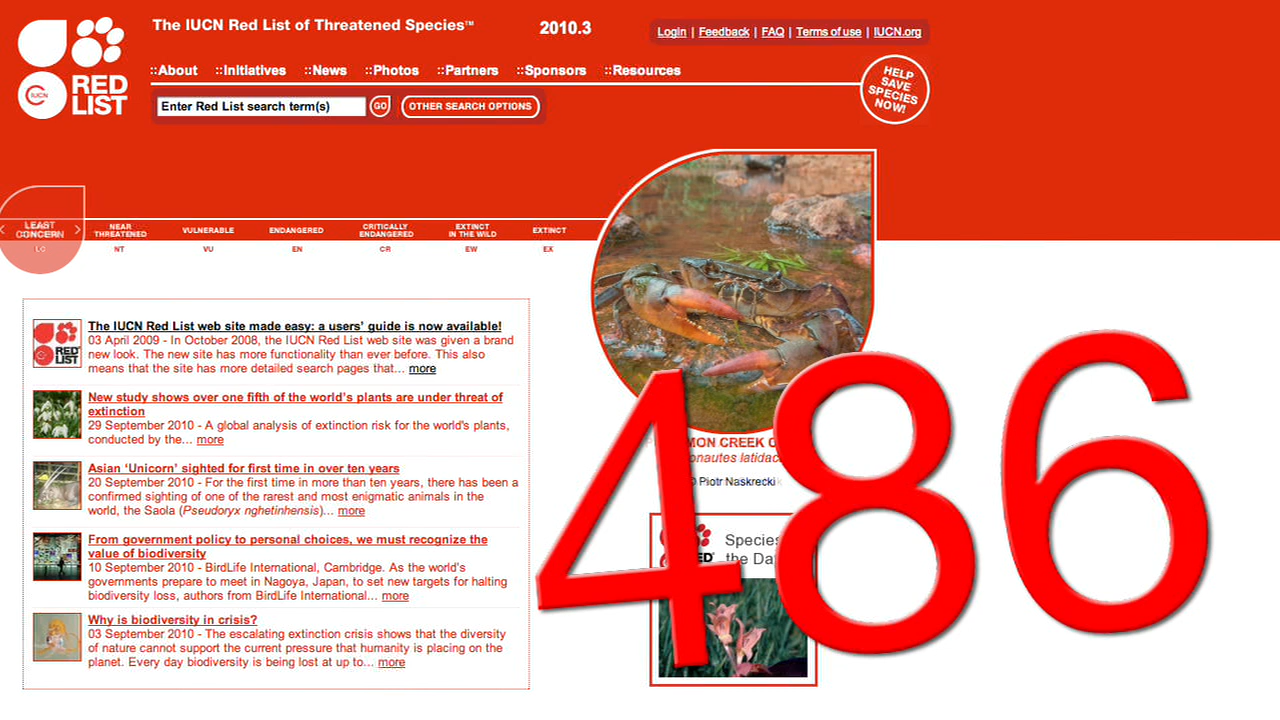 The IUCN Red List of Threatened Species™
2010.3
Login | Feedback | FAQ | Terms of use | IUCN.org
IUCN
RED
LIST
::About ::Initiatives ::News ::Photos ::Partners ::Sponsors ::Resources
Enter Red List search term(s)
GO
OTHER SEARCH OPTIONS
HELP
SAVE
SPECIES
NOW!
< LEAST
CONCERN >
NEAR
THREATENED
VULNERABLE
ENDANGERED
CRITICALLY
ENDANGERED
EXTINCT
IN THE WILD
EXTINCT
LC NT VU EN CR EW EX
RED
LIST
The IUCN Red List web site made easy: a users' guide is now available!
03 April 2009 - In October 2008, the IUCN Red List web site was given a brand
new look. The new site has more functionality than ever before. This also
means that the site has more detailed search pages that... more
New study shows over one fifth of the world's plants are under threat of
extinction
29 September 2010 - A global analysis of extinction risk for the world's plants,
conducted by the... more
Asian 'Unicorn' sighted for first time in over ten years
20 September 2010 - For the first time in more than ten years, there has been a
confirmed sighting of one of the rarest and most enigmatic animals in the
world, the Saola (Pseudoryx nghetinhensis)... more
From government policy to personal choices, we must recognize the
value of biodiversity
10 September 2010 - BirdLife International, Cambridge. As the world's
governments prepare to meet in Nagoya, Japan, to set new targets for halting
biodiversity loss, authors from BirdLife International... more
Why is biodiversity in crisis?
03 September 2010 - The escalating extinction crisis shows that the diversity
of nature cannot support the current pressure that humanity is placing on the
planet. Every day biodiversity is being lost at up to... more
MON CREEK C
onautes latidac
Piotr Naskrecki
Species
the Da
486